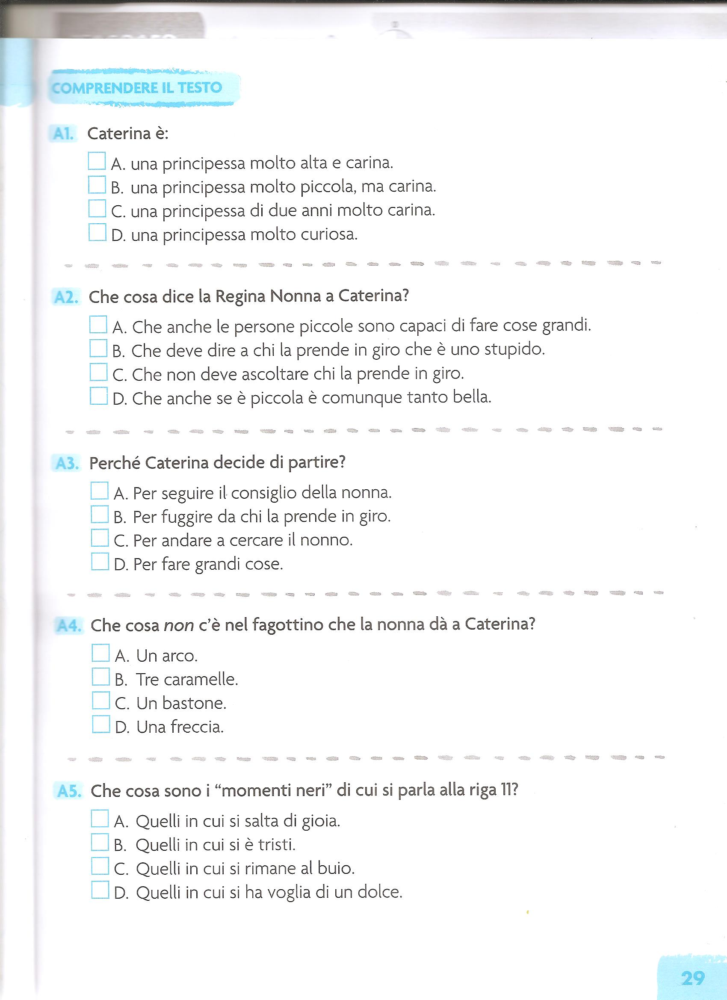 COMPRENDERE IL TESTO
A1. Caterina è:
A. una principessa molto alta e carina.
B. una principessa molto piccola, ma carina.
C. una principessa di due anni molto carina.
D. una principessa molto curiosa.
A2. Che cosa dice la Regina Nonna a Caterina?
A. Che anche le persone piccole sono capaci di fare cose grandi.
B. Che deve dire a chi la prende in giro che è uno stupido.
C. Che non deve ascoltare chi la prende in giro.
D. Che anche se è piccola è comunque tanto bella.
A3. Perché Caterina decide di partire?
A. Per seguire il consiglio della nonna.
B. Per fuggire da chi la prende in giro.
C. Per andare a cercare il nonno.
D. Per fare grandi cose.
A4. Che cosa non c'è nel fagottino che la nonna dà a Caterina?
A. Un arco.
B. Tre caramelle.
C. Un bastone.
D. Una freccia.
A5. Che cosa sono i “momenti neri” di cui si parla alla riga 11?
A. Quelli in cui si salta di gioia.
B. Quelli in cui si è tristi.
C. Quelli in cui si rimane al buio.
D. Quelli in cui si ha voglia di un dolce.
29